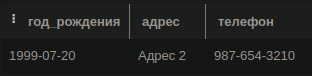 год_рождения адрес телефон
1999-07-20 Адрес 2 987-654-3210